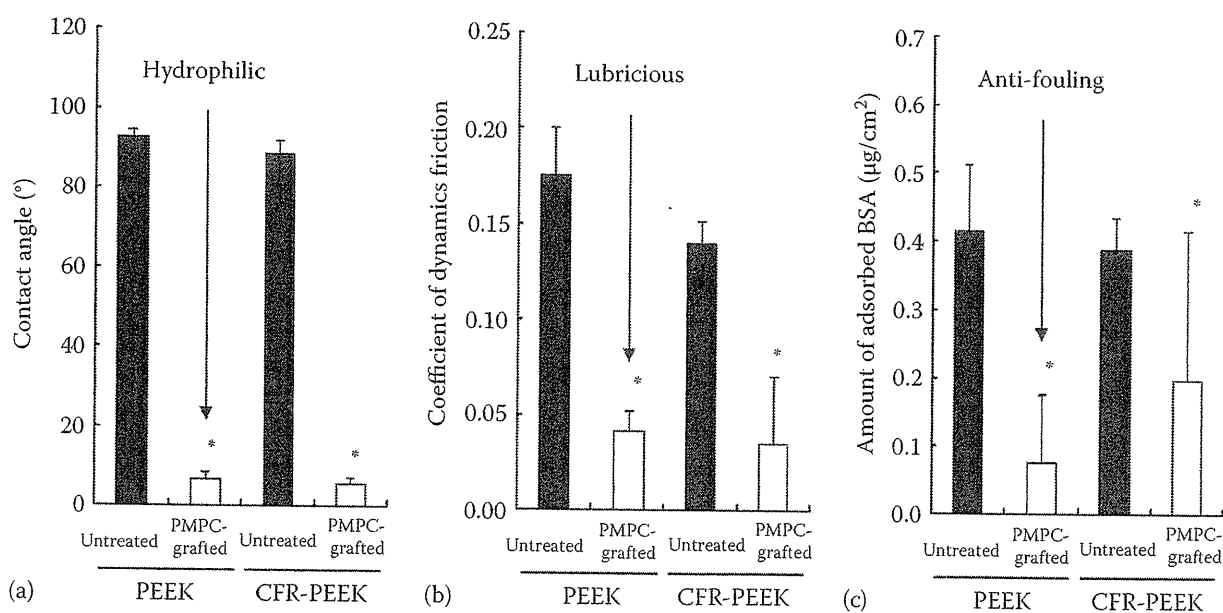 120
100
80
60
40
20
0
Contact angle (°)
Hydrophilic
*
*
Untreated
PMPC-
grafted
Untreated
PMPC-
grafted
PEEK
CFR-PEEK
(a)
0.25
0.20
0.15
0.10
0.05
0.00
Coefficient of dynamics friction
Lubricious
*
*
Untreated
PMPC-
grafted
Untreated
PMPC-
grafted
PEEK
CFR-PEEK
(b)
0.7
0.6
0.5
0.4
0.3
0.2
0.1
0.0
Amount of adsorbed BSA (μg/cm²)
Anti-fouling
*
*
Untreated
PMPC-
grafted
Untreated
PMPC-
grafted
PEEK
CFR-PEEK
(c)